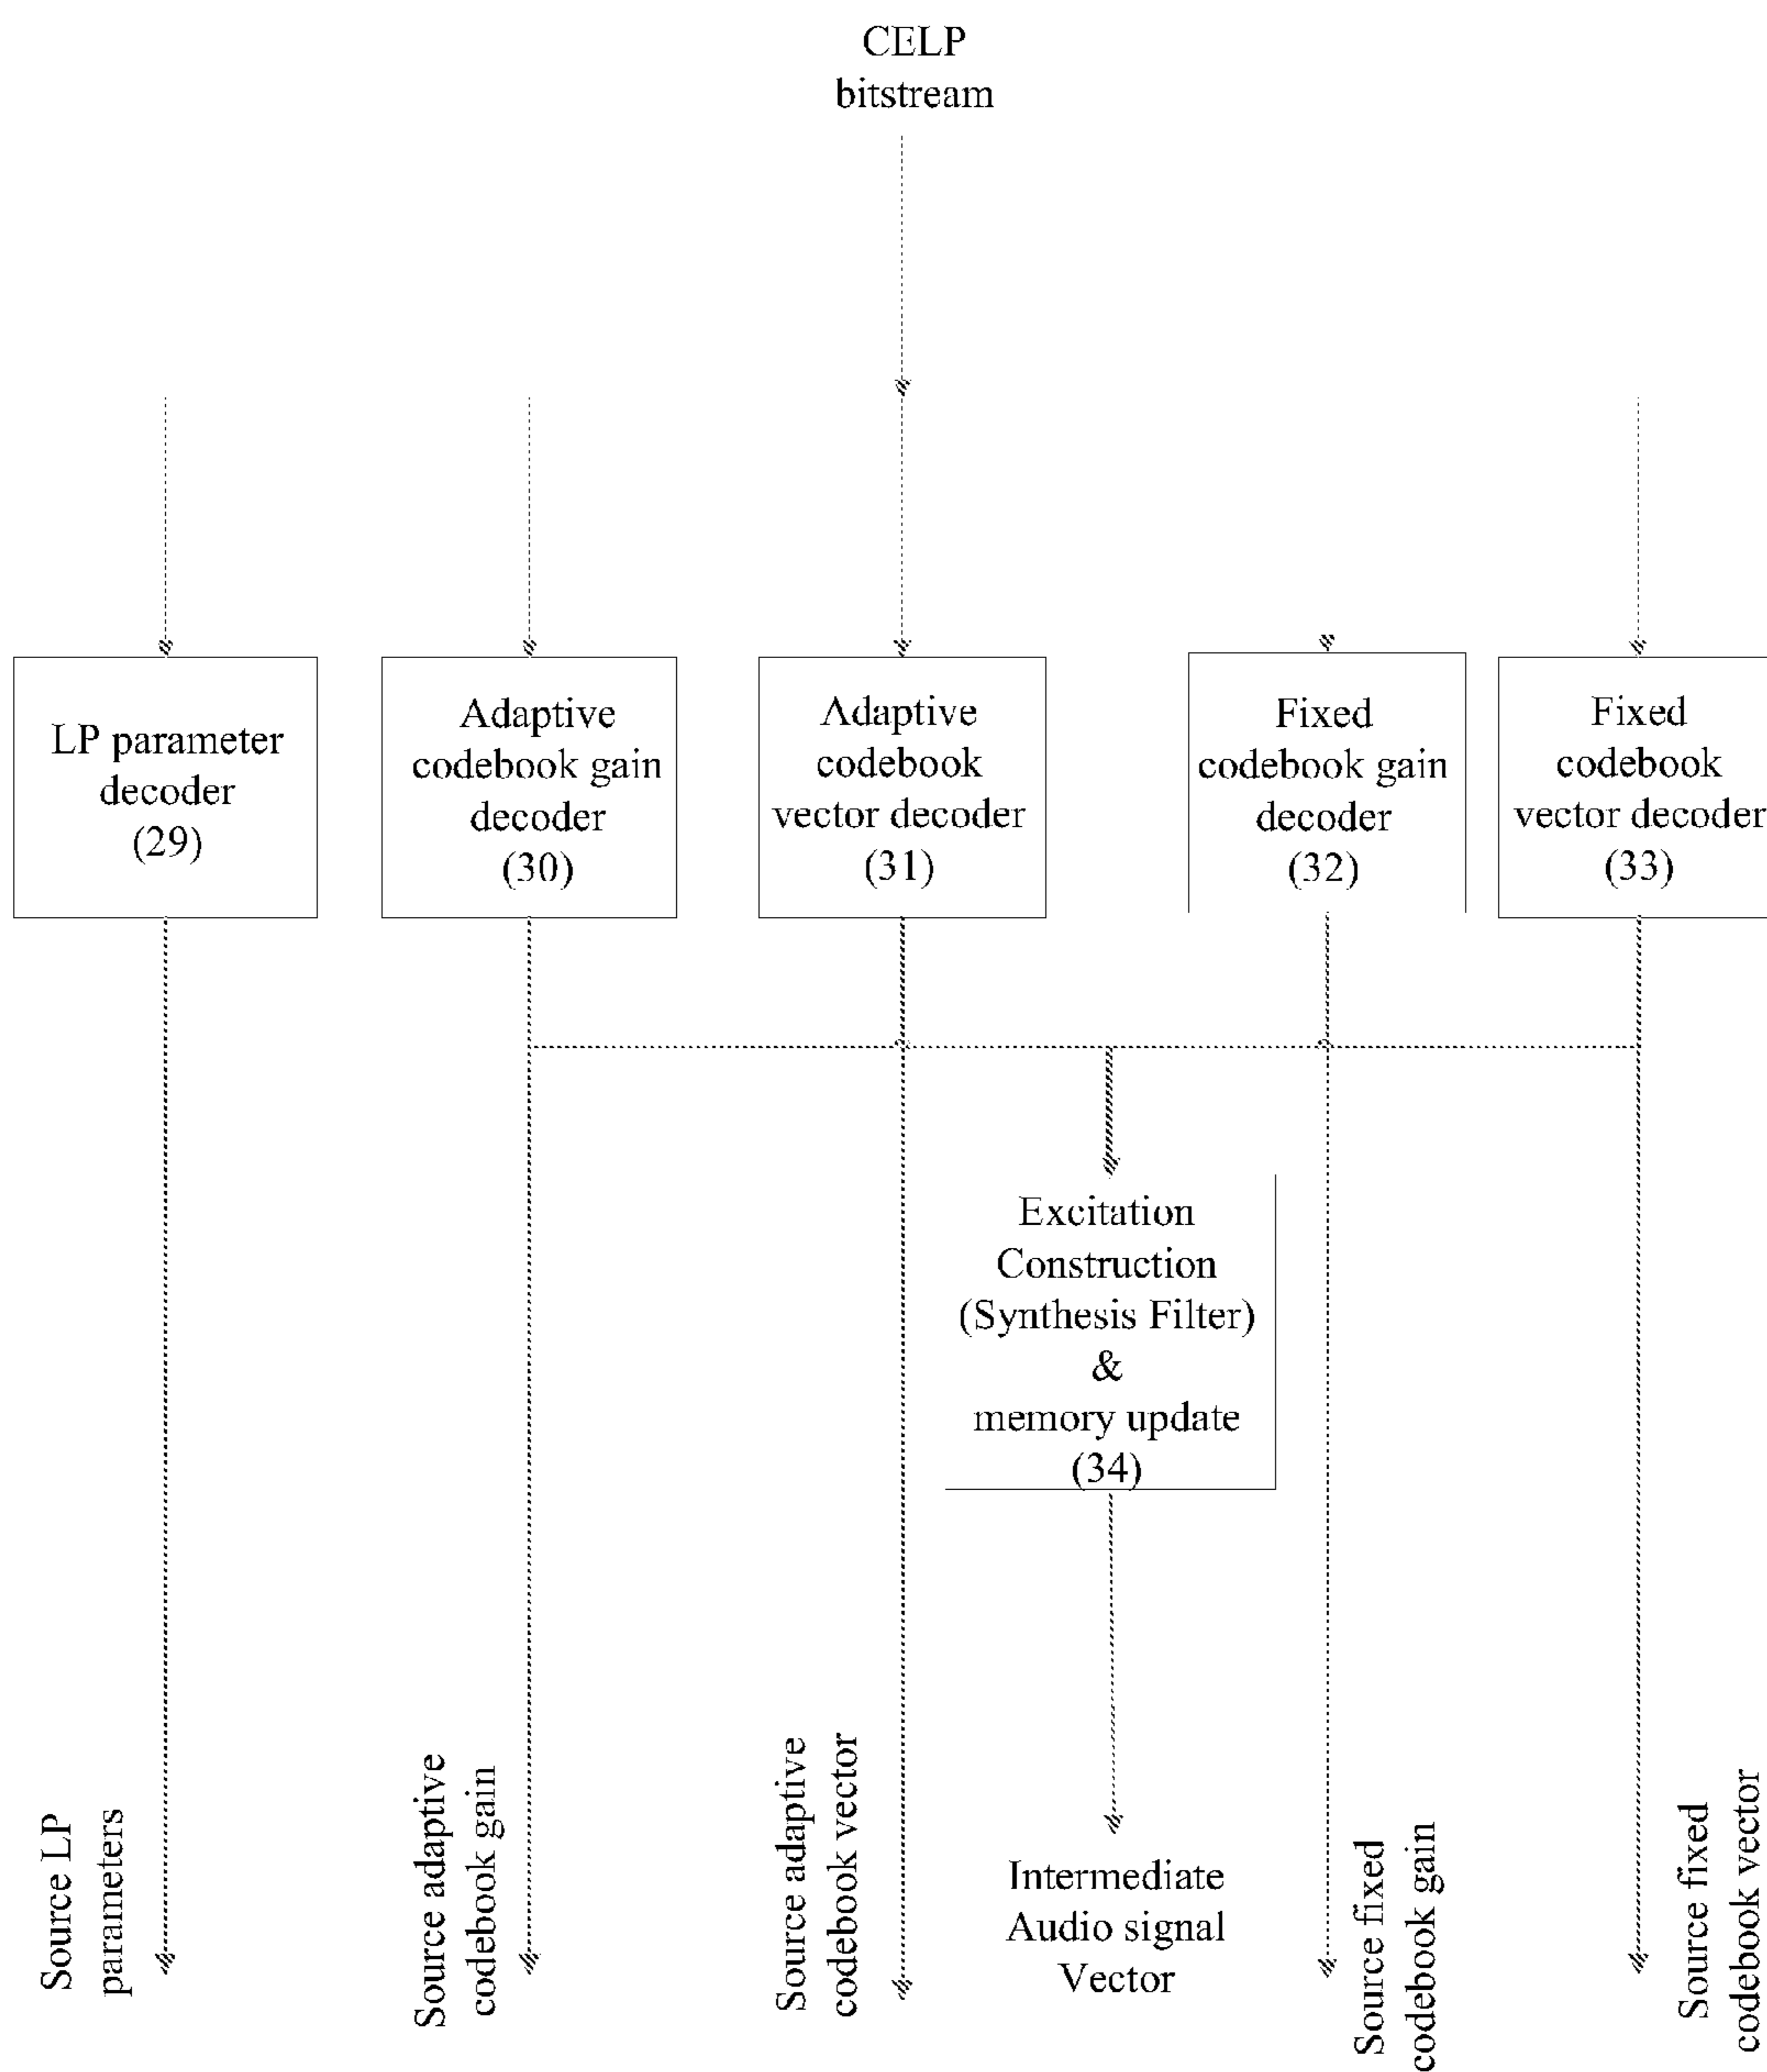 CELP
bitstream
LP parameter
decoder
(29)
Adaptive
codebook gain
decoder
(30)
Adaptive
codebook
vector decoder
(31)
Fixed
codebook gain
decoder
(32)
Fixed
codebook
vector decoder
(33)
Excitation
Construction
(Synthesis Filter)
&
memory update
(34)
Source LP
parameters
Source adaptive
codebook gain
Source adaptive
codebook vector
Intermediate
Audio signal
Vector
Source fixed
codebook gain
Source fixed
codebook vector